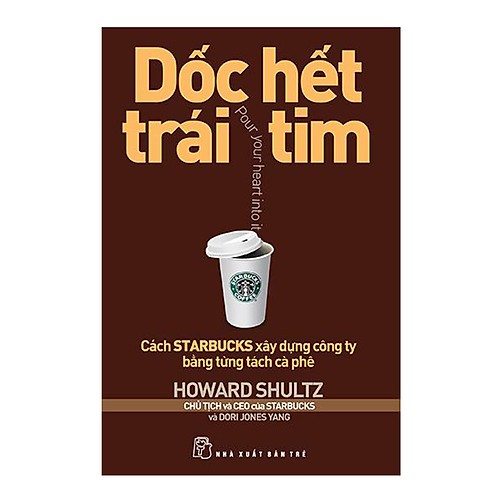 Dốc hết
trái tim
Pour your heart into it
STARBUCKS
COFFEE
Cách STARBUCKS xây dựng công ty
bằng từng tách cà phê
HOWARD SHULTZ
CHỦ TỊCH và CEO của STARBUCKS
và DORI JONES YANG
NHÀ XUẤT BẢN TRẺ